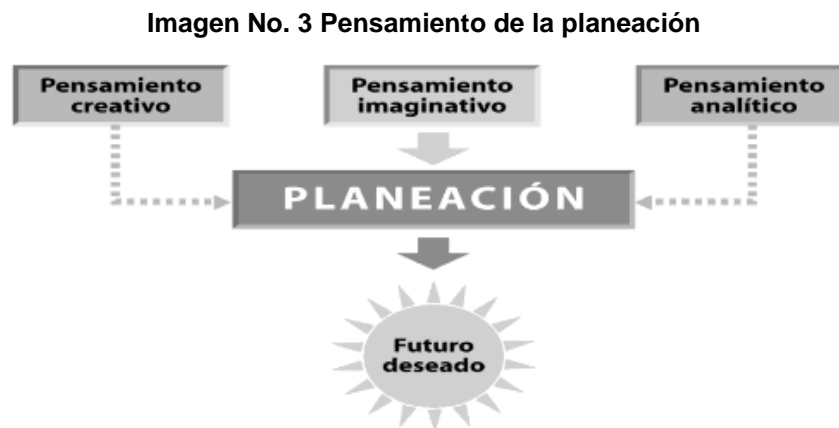 Imagen No. 3 Pensamiento de la planeación
Pensamiento
creativo
Pensamiento
imaginativo
Pensamiento
analítico
PLANEACIÓN
Futuro
deseado